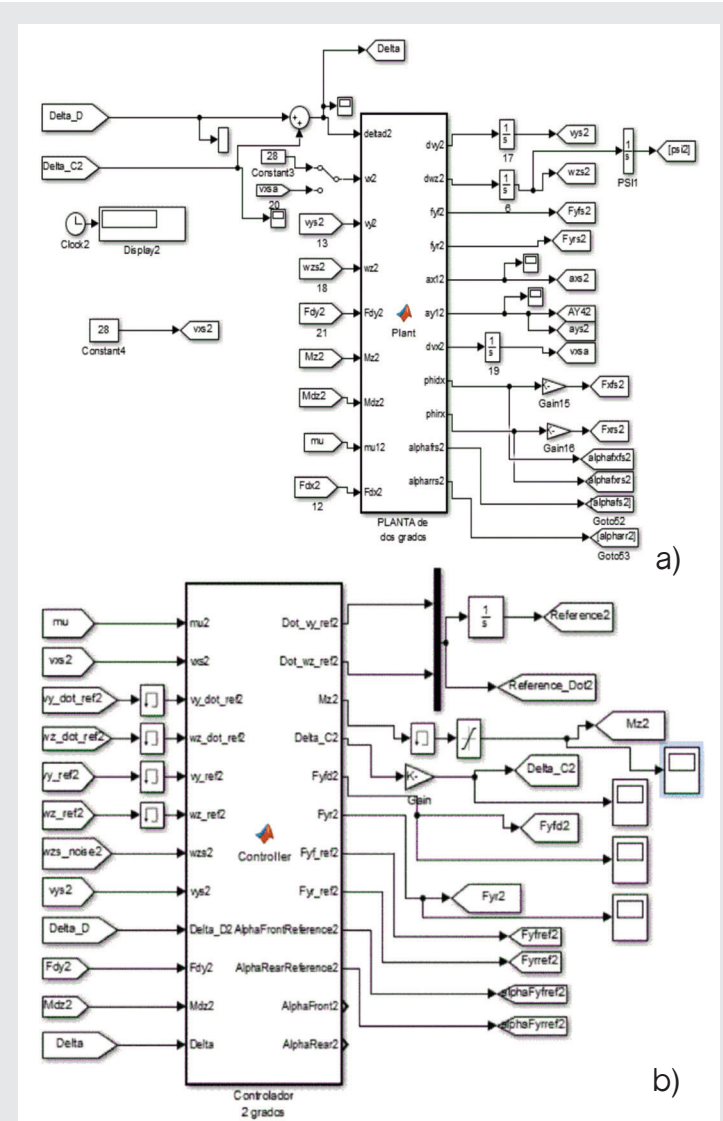 Delta
Delta_D
Delta_C2
28
Constant3
vxsa
20
vys2
13
wzs2
18
Fdy2
21
Mz2
Mdz2
mu
Fdx2
12
Clock2
Display2
28
Constant4
vxs2
deltad2
vx2
vy2
wz2
Fdy2
Mz2
Mdz2
mu12
Fdx2
Plant
dvy2
dwz2
fyf2
fyr2
ax12
ay12
dvx2
phidx
phirx
alphafrs2
alpharrs2
PLANTA de
dos grados
1
s
17
1
s
6
1
s
19
1
s
PSI1
vys2
[psi2]
wzs2
Fyfs2
Fyrs2
axs2
AY42
ays2
vxsa
K-
Gain15
Fxfs2
K-
Gain16
Fxrs2
alphafxfs2
alphafxrs2
[alphafs2]
Goto52
[alpharr2]
Goto53
a)
mu
vxs2
vy_dot_ref2
wz_dot_ref2
vy_ref2
wz_ref2
wzs_noise2
vys2
Delta_D
Fdy2
Mdz2
Delta
mu2
vxs2
vy_dot_ref2
wz_dot_ref2
vy_ref2
wz_ref2
wzs2
vys2
Delta_D2
Fdy2
Mdz2
Delta
Controller
Dot_vy_ref2
Dot_wz_ref2
Mz2
Delta_C2
Fyfd2
Fyr2
Fyf_ref2
Fyr_ref2
AlphaFrontReference2
AlphaRearReference2
AlphaFront2
AlphaRear2
Controlador
2 grados
1
s
Reference2
Reference_Dot2
Mz2
K-
Gain
Delta_C2
Fyfd2
Fyr2
Fyfref2
Fyrref2
alphaFyfref2
alphaFyrref2
b)